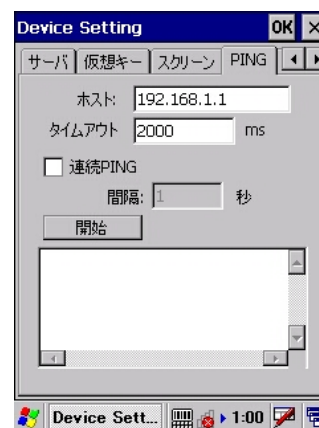 Device Setting OK ×
サーバ 仮想キー スクリーン PING
ホスト: 192.168.1.1
タイムアウト 2000 ms
連続PING
間隔: 1 秒
開始
Device Sett... 1:00